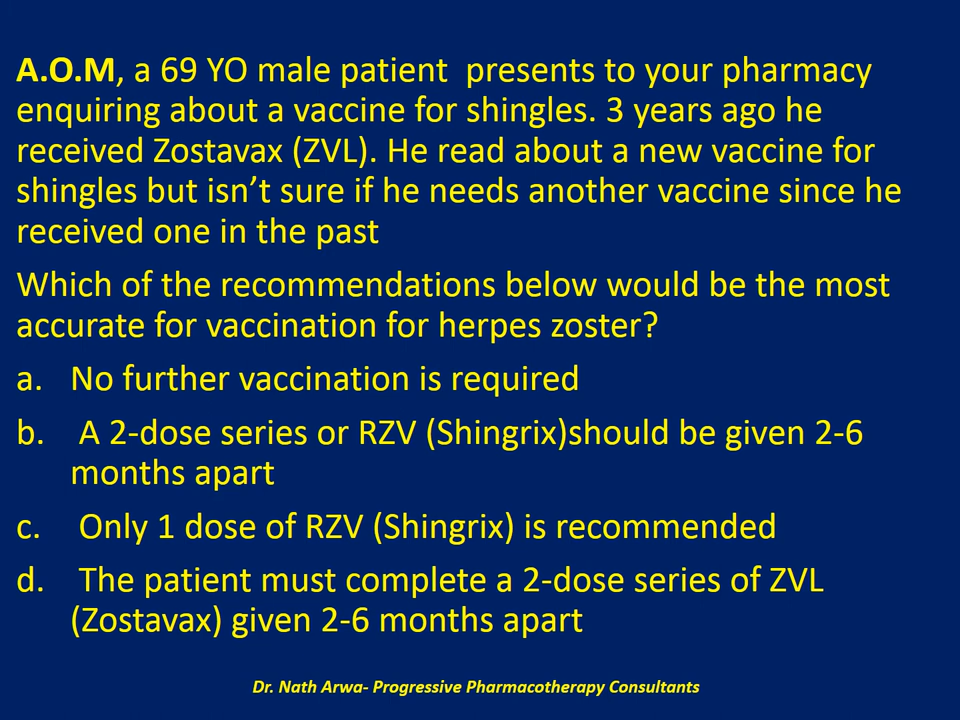 A.O.M, a 69 YO male patient presents to your pharmacy
enquiring about a vaccine for shingles. 3 years ago he
received Zostavax (ZVL). He read about a new vaccine for
shingles but isn’t sure if he needs another vaccine since he
received one in the past
Which of the recommendations below would be the most
accurate for vaccination for herpes zoster?
a. No further vaccination is required
b. A 2-dose series or RZV (Shingrix)should be given 2-6
months apart
c. Only 1 dose of RZV (Shingrix) is recommended
d. The patient must complete a 2-dose series of ZVL
(Zostavax) given 2-6 months apart
Dr. Nath Arwa- Progressive Pharmacotherapy Consultants